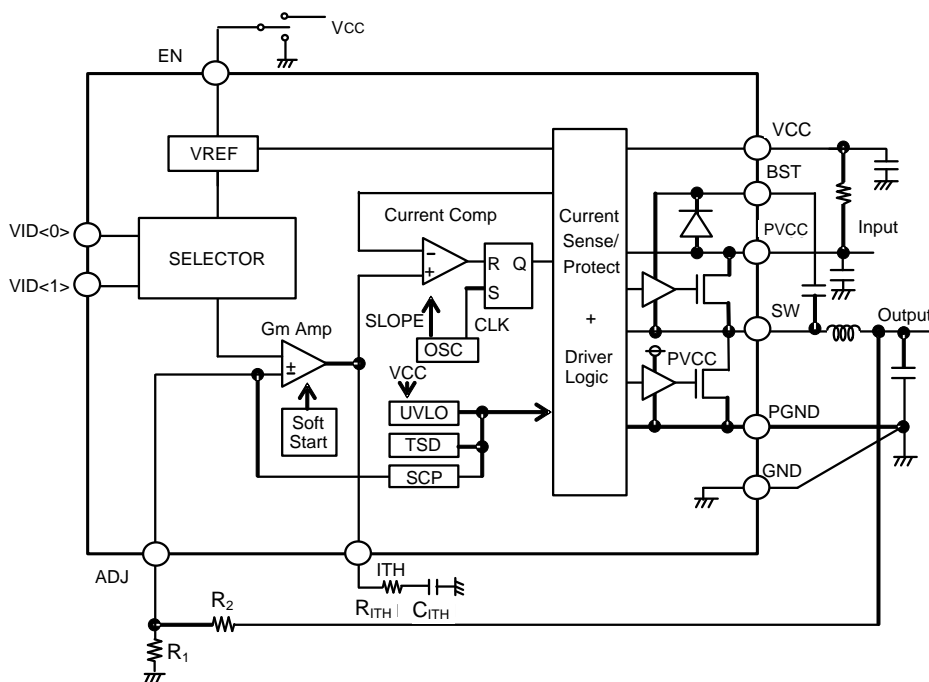 VCC
EN
VREF
VCC
BST
VID<0>
SELECTOR
VID<1>
Current Comp
−
+
R Q
S
SLOPE
OSC
CLK
Current
Sense/
Protect
+
Driver
Logic
Input
PVCC
SW
Output
Gm Amp
±
Soft
Start
VCC
UVLO
TSD
SCP
PVCC
PGND
GND
ADJ
ITH
RITH
CITH
R2
R1